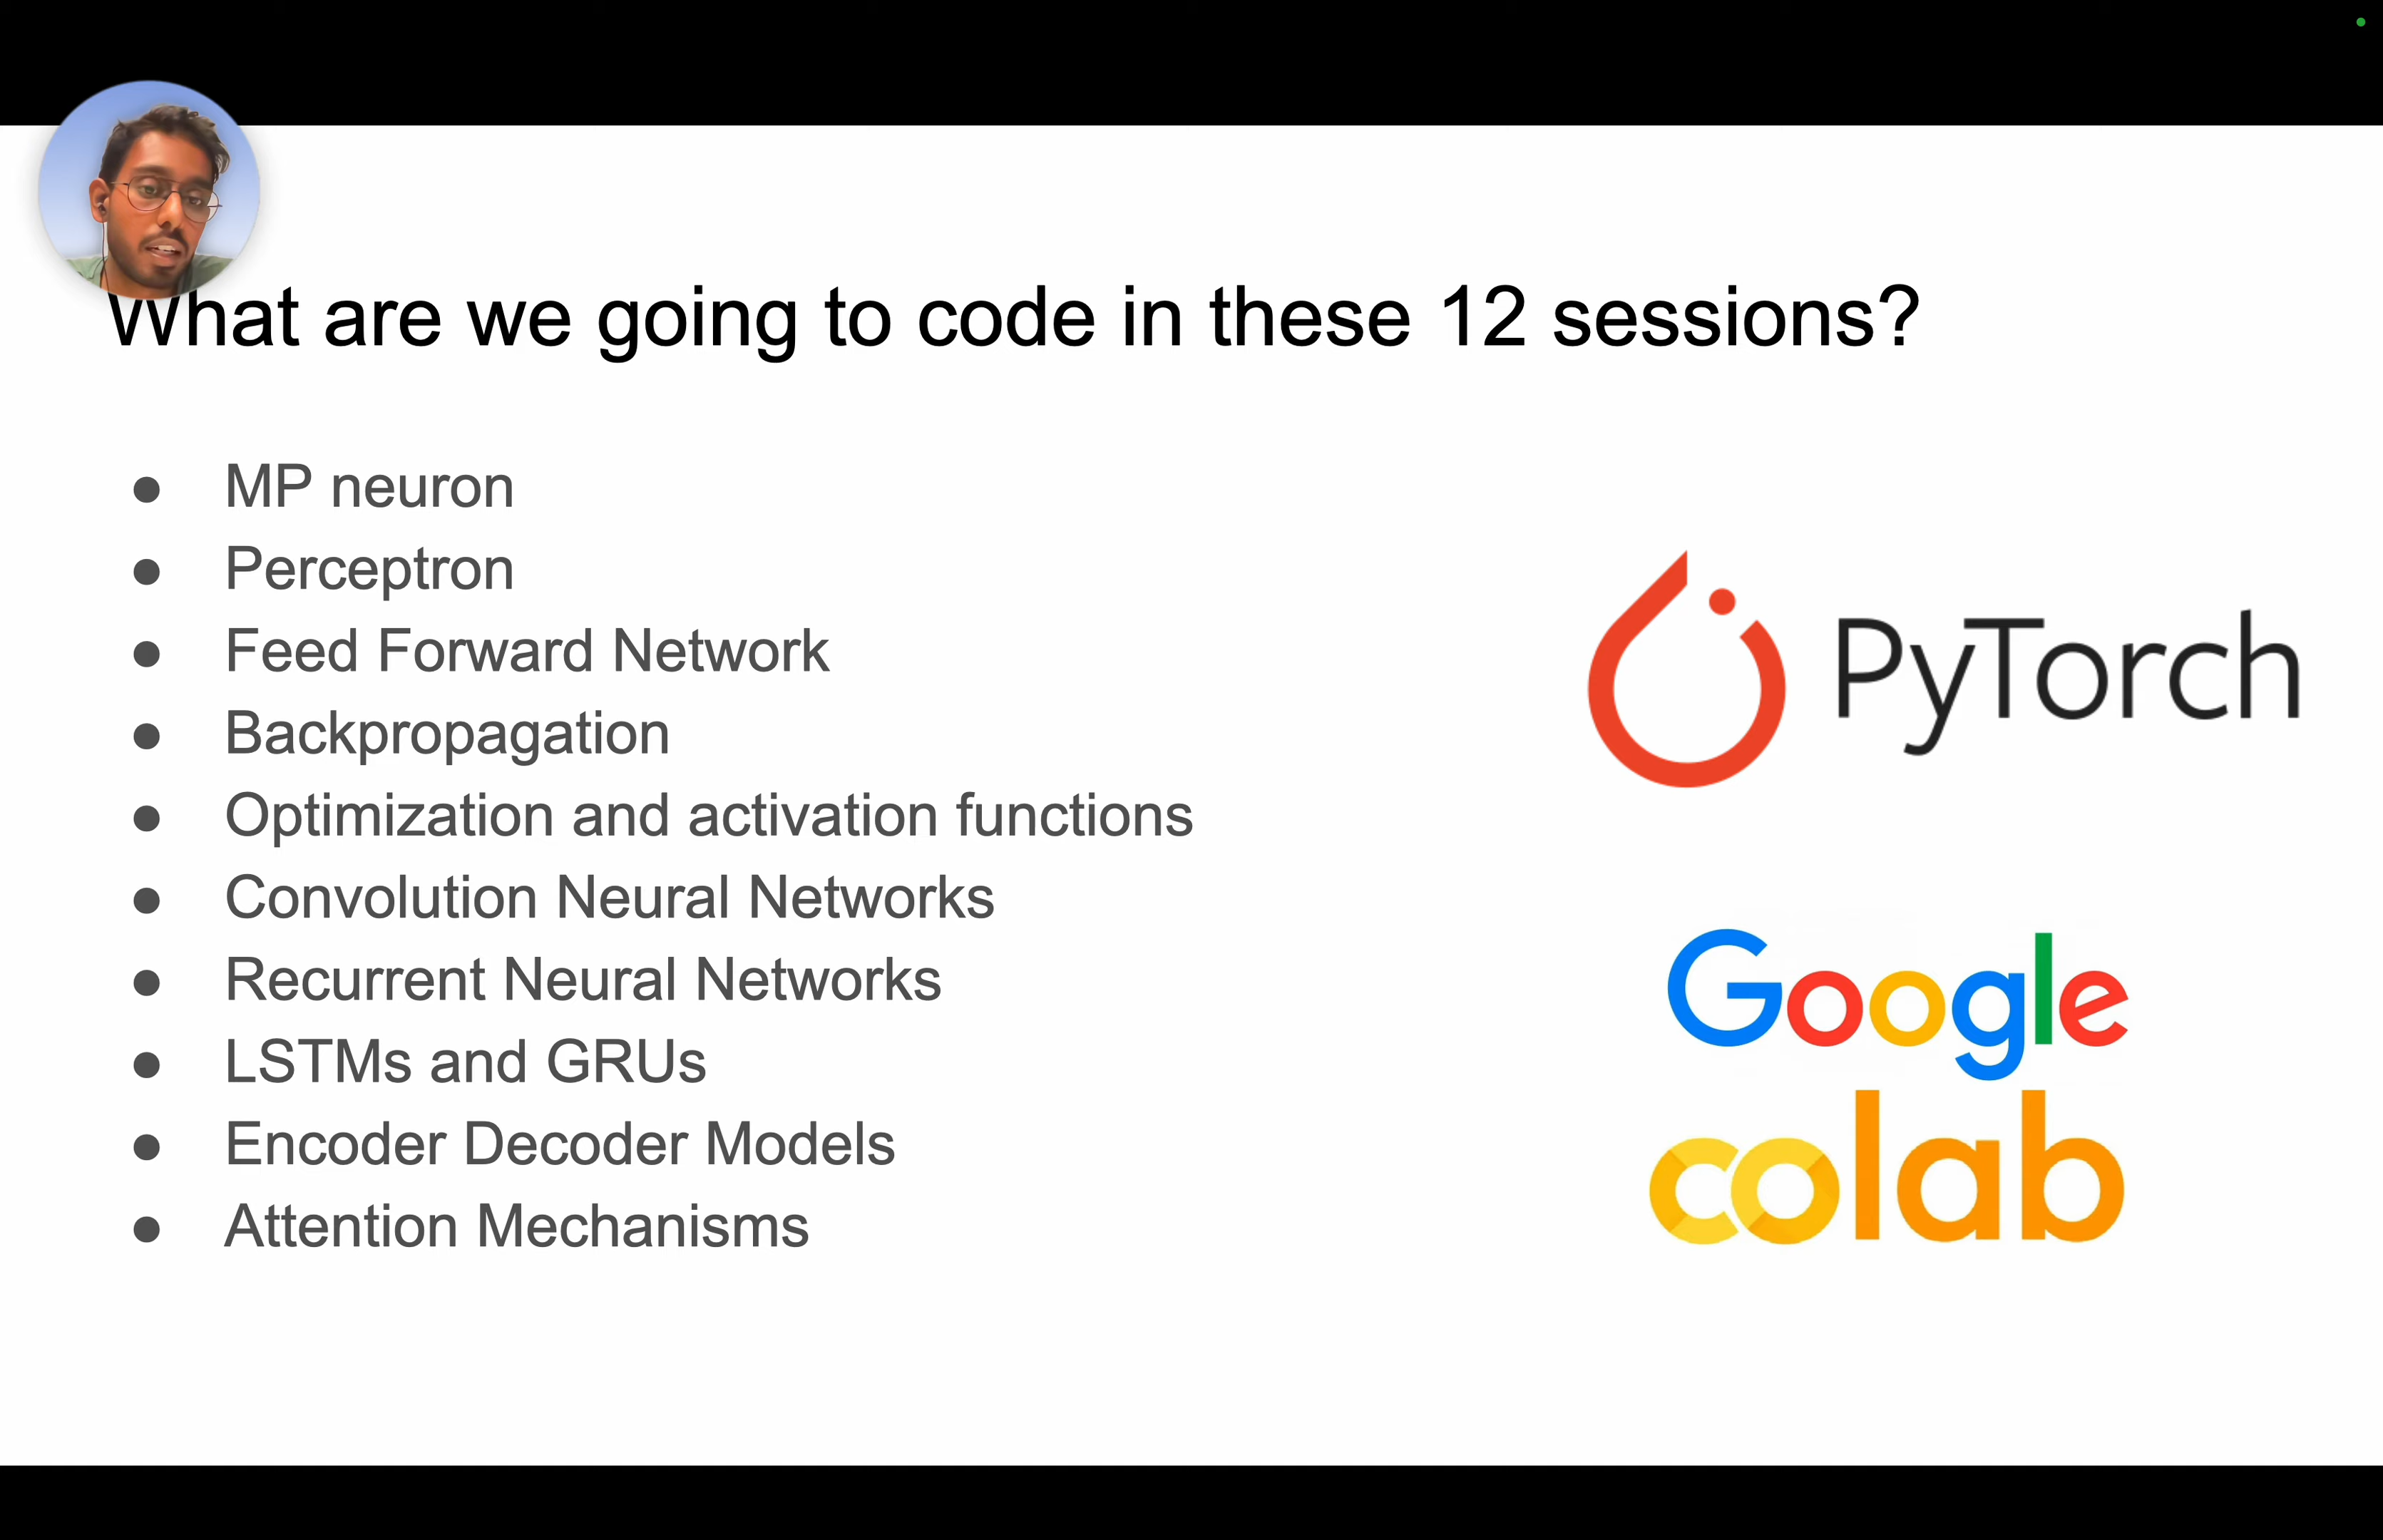 What are we going to code in these 12 sessions?
● MP neuron
● Perceptron
● Feed Forward Network
● Backpropagation
● Optimization and activation functions
● Convolution Neural Networks
● Recurrent Neural Networks
● LSTMs and GRUs
● Encoder Decoder Models
● Attention Mechanisms
PyTorch
Google
colab